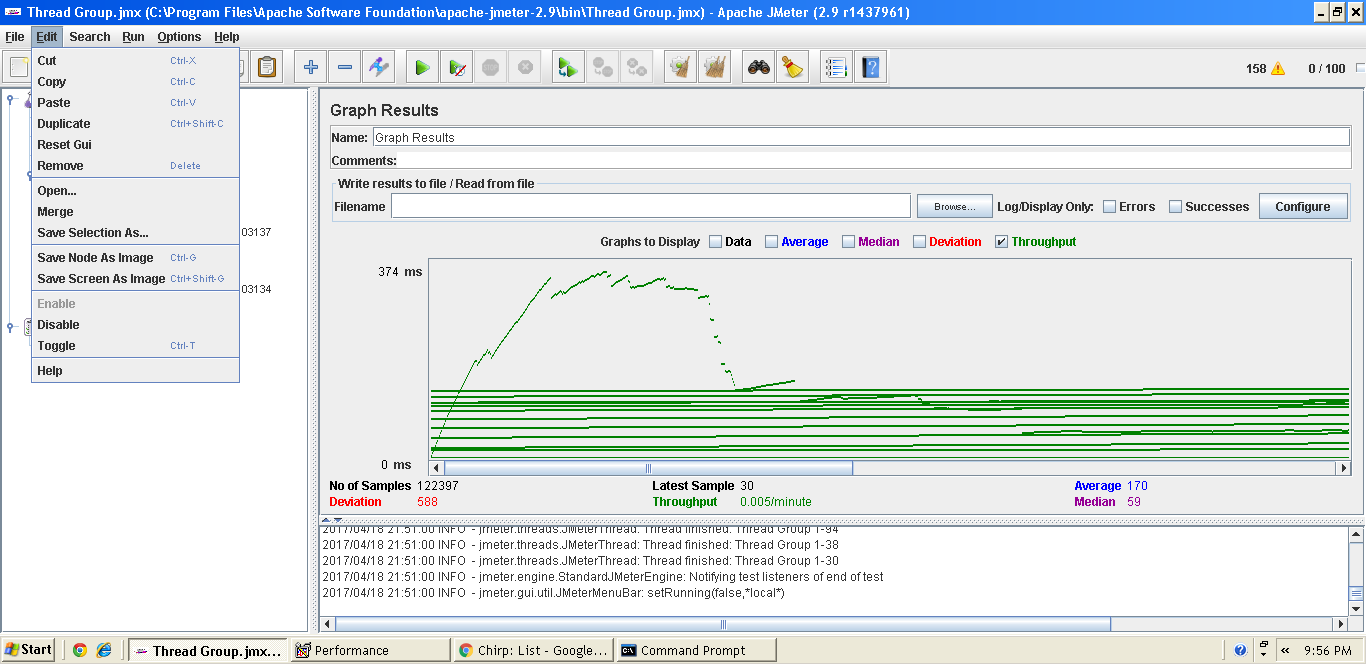 Thread Group.jmx (C:\Program Files\Apache Software Foundation\apache-jmeter-2.9\bin\Thread Group.jmx) - Apache JMeter (2.9 r1437961)
File Edit Search Run Options Help
158 0 / 100
Cut Ctrl-X
Copy Ctrl-C
Paste Ctrl-V
Duplicate Ctrl+Shift-C
Reset Gui
Remove Delete
Open...
Merge
Save Selection As...
Save Node As Image Ctrl-G
Save Screen As Image Ctrl+Shift-G
Enable
Disable
Toggle Ctrl-T
Help
03137
03134
Graph Results
Name: Graph Results
Comments:
Write results to file / Read from file
Filename Browse... Log/Display Only: Errors Successes Configure
Graphs to Display Data Average Median Deviation Throughput
374 ms
0 ms
No of Samples 122397 Latest Sample 30 Average 170
Deviation 588 Throughput 0.005/minute Median 59
2017/04/18 21:51:00 INFO - jmeter.threads.JMeterThread: Thread finished: Thread Group 1-94
2017/04/18 21:51:00 INFO - jmeter.threads.JMeterThread: Thread finished: Thread Group 1-38
2017/04/18 21:51:00 INFO - jmeter.threads.JMeterThread: Thread finished: Thread Group 1-30
2017/04/18 21:51:00 INFO - jmeter.engine.StandardJMeterEngine: Notifying test listeners of end of test
2017/04/18 21:51:00 INFO - jmeter.gui.util.JMeterMenuBar: setRunning(false,*local*)
Start Thread Group.jmx... Performance Chirp: List - Google... Command Prompt 9:56 PM